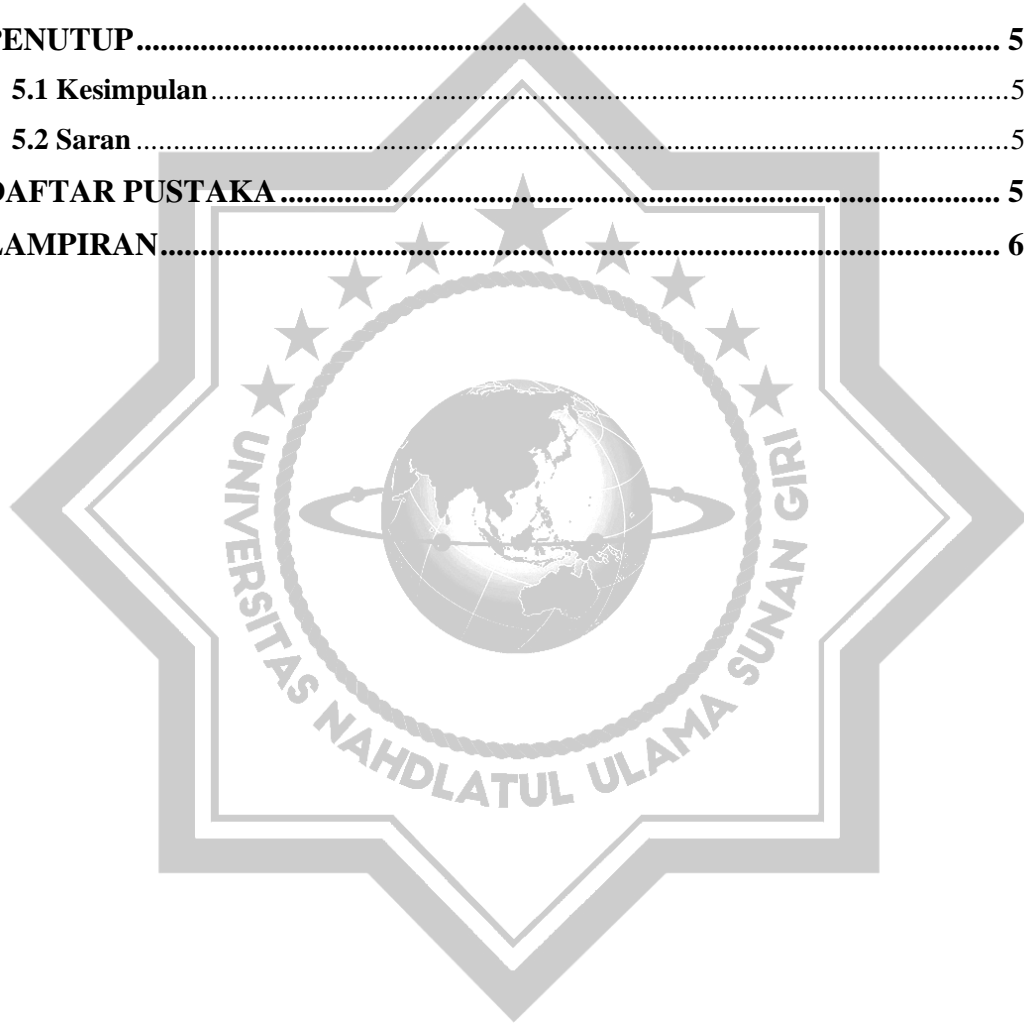 PENUTUP.......... 5
5.1 Kesimpulan.......... 5
5.2 Saran.......... 5
DAFTAR PUSTAKA.......... 5
LAMPIRAN.......... 6
UNIVERSITAS NAHDLATUL ULAMA SUNAN GIRI